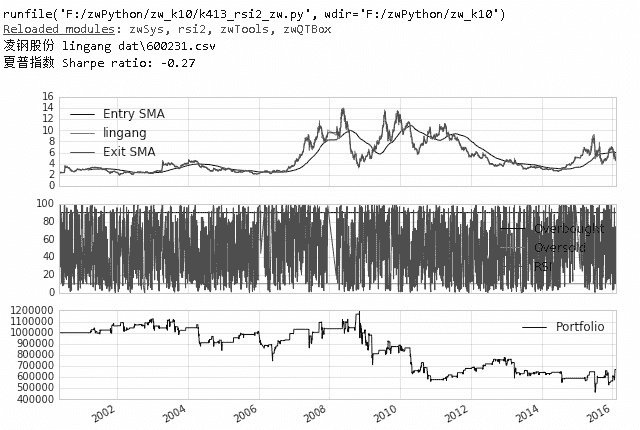 runfile('F:/zwPython/zw_k10/k413_rsi2_zw.py', wdir='F:/zwPython/zw_k10')
Reloaded modules: zwSys, rsi2, zwTools, zwQTBox
凌钢股份 lingang dat\600231.csv
夏普指数 Sharpe ratio: -0.27
16
14
12
10
8
6
4
2
0
Entry SMA
lingang
Exit SMA
100
80
60
40
20
0
Overbought
Oversold
RSI
1200000
1100000
1000000
900000
800000
700000
600000
500000
400000
Portfolio
2002
2004
2006
2008
2010
2012
2014
2016